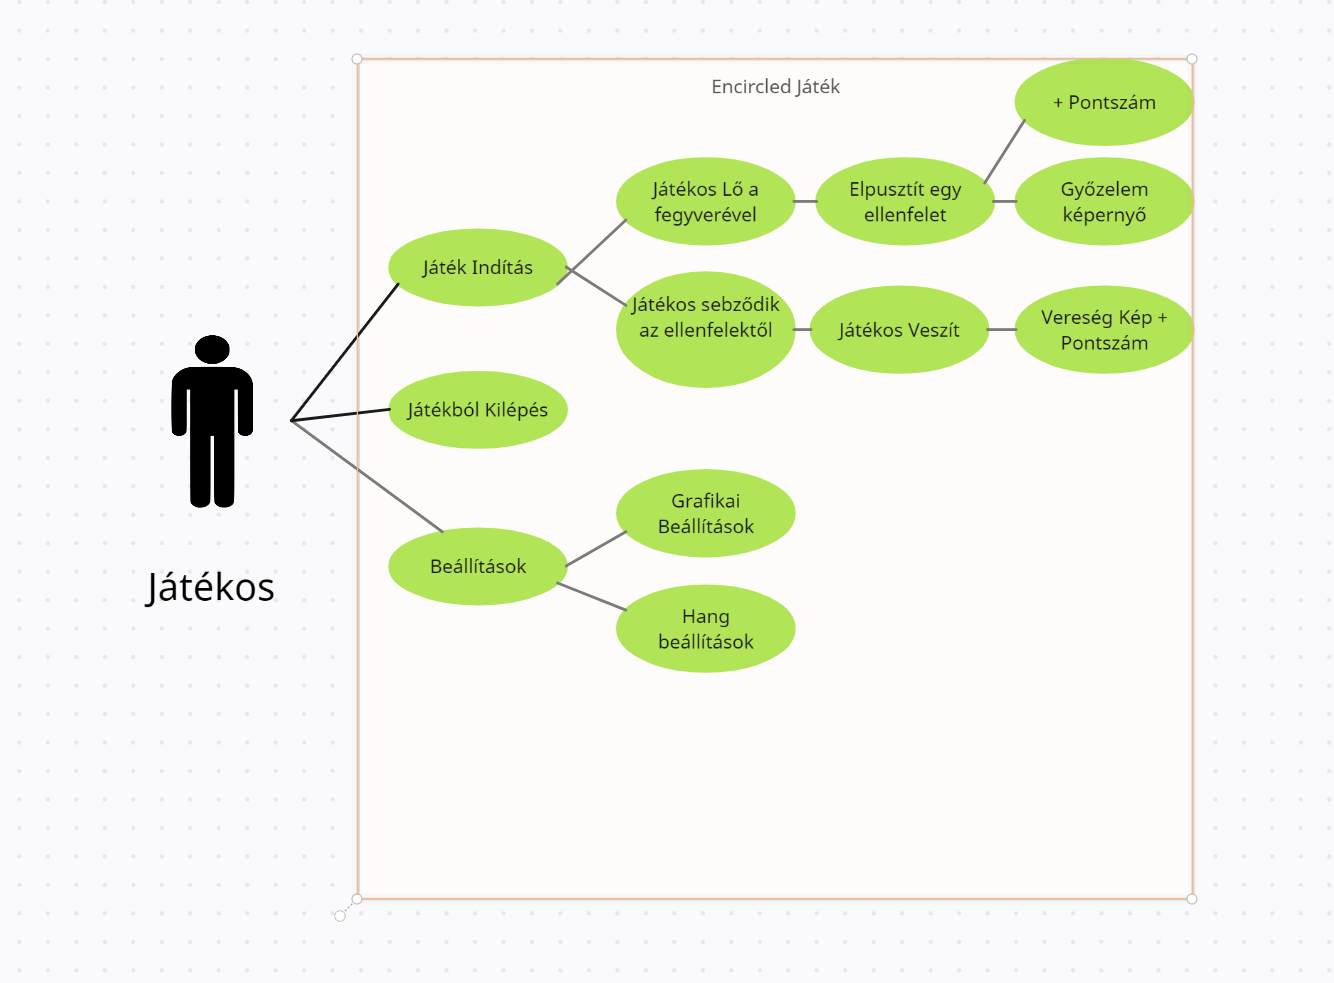 Encircled Játék
+ Pontszám
Játékos Lő a
fegyverével
Elpusztít egy
ellenfelet
Győzelem
képernyő
Játék Indítás
Játékos sebződik
az ellenfelektől
Játékos Veszít
Vereség Kép +
Pontszám
Játékból Kilépés
Grafikai
Beállítások
Beállítások
Hang
beállítások
Játékos